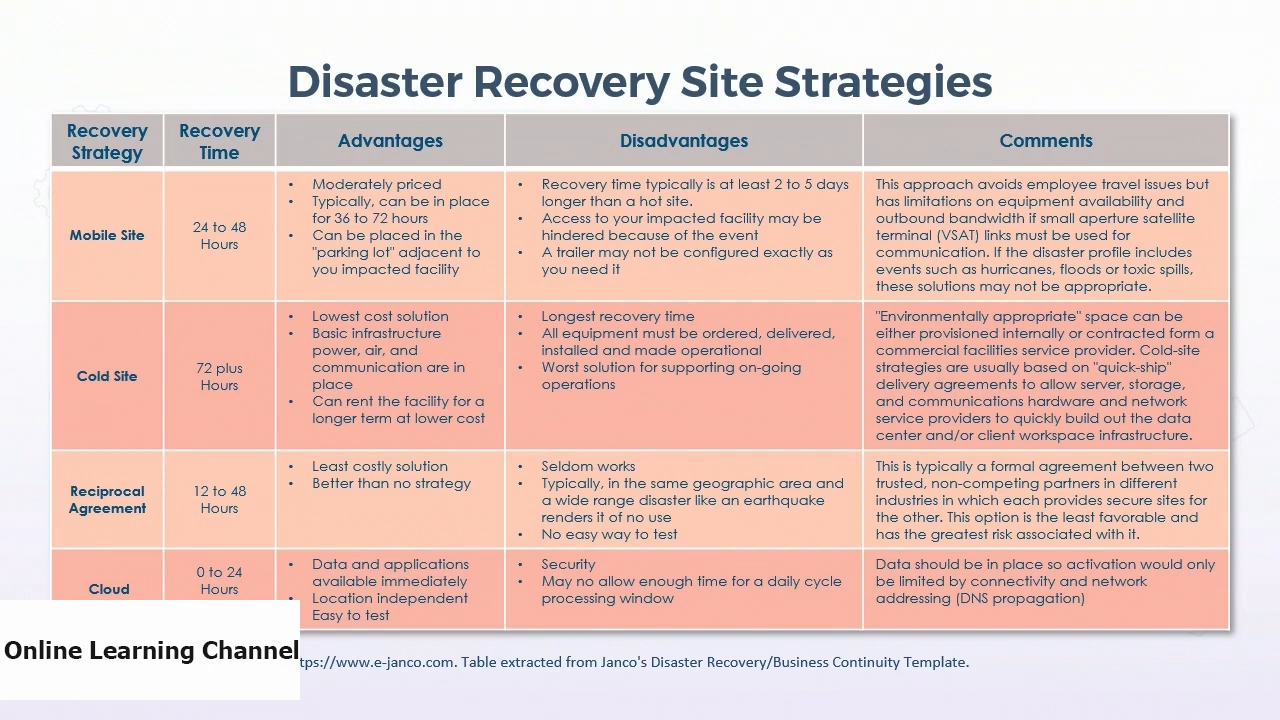 Disaster Recovery Site Strategies
Recovery
Strategy
Recovery
Time
Advantages
Disadvantages
Comments
Mobile Site
24 to 48
Hours
• Moderately priced
• Typically, can be in place
for 36 to 72 hours
• Can be placed in the
"parking lot" adjacent to
you impacted facility
• Recovery time typically is at least 2 to 5 days
longer than a hot site.
• Access to your impacted facility may be
hindered because of the event
• A trailer may not be configured exactly as
you need it
This approach avoids employee travel issues but
has limitations on equipment availability and
outbound bandwidth if small aperture satellite
terminal (VSAT) links must be used for
communication. If the disaster profile includes
events such as hurricanes, floods or toxic spills,
these solutions may not be appropriate.
Cold Site
72 plus
Hours
• Lowest cost solution
• Basic infrastructure
power, air, and
communication are in
place
• Can rent the facility for a
longer term at lower cost
• Longest recovery time
• All equipment must be ordered, delivered,
installed and made operational
• Worst solution for supporting on-going
operations
"Environmentally appropriate" space can be
either provisioned internally or contracted form a
commercial facilities service provider. Cold-site
strategies are usually based on "quick-ship"
delivery agreements to allow server, storage,
and communications hardware and network
service providers to quickly build out the data
center and/or client workspace infrastructure.
Reciprocal
Agreement
12 to 48
Hours
• Least costly solution
• Better than no strategy
• Seldom works
• Typically, in the same geographic area and
a wide range disaster like an earthquake
renders it of no use
• No easy way to test
This is typically a formal agreement between two
trusted, non-competing partners in different
industries in which each provides secure sites for
the other. This option is the least favorable and
has the greatest risk associated with it.
Cloud
0 to 24
Hours
• Data and applications
available immediately
• Location independent
Easy to test
• Security
• May no allow enough time for a daily cycle
processing window
Data should be in place so activation would only
be limited by connectivity and network
addressing (DNS propagation)
Online Learning Channel
tps://www.e-janco.com. Table extracted from Janco's Disaster Recovery/Business Continuity Template.